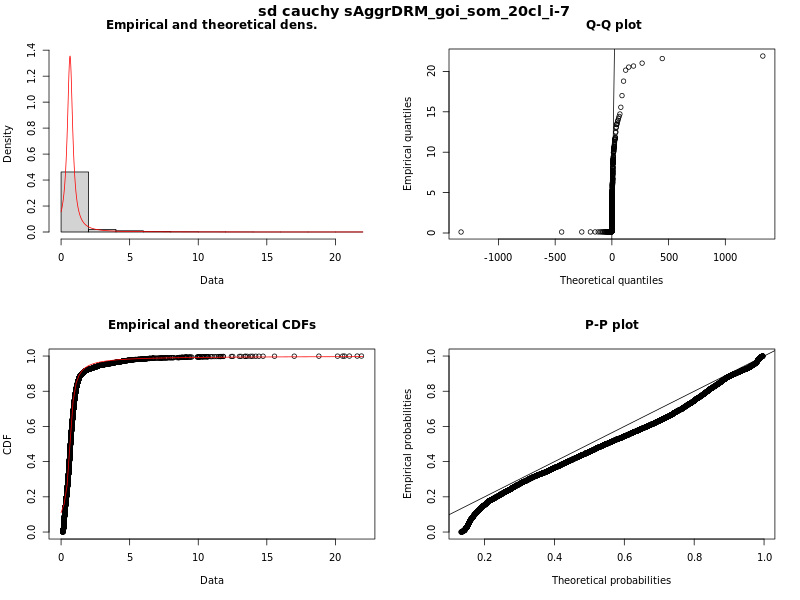 sd cauchy sAggrDRM_goi_som_20cl_i-7
Empirical and theoretical dens.
Density
0.0 0.2 0.4 0.6 0.8 1.0 1.2 1.4
0 5 10 15 20
Data
Q-Q plot
Empirical quantiles
0 5 10 15 20
-1000 -500 0 500 1000
Theoretical quantiles
Empirical and theoretical CDFs
CDF
0.0 0.2 0.4 0.6 0.8 1.0
0 5 10 15 20
Data
P-P plot
Empirical probabilities
0.0 0.2 0.4 0.6 0.8 1.0
0.2 0.4 0.6 0.8 1.0
Theoretical probabilities